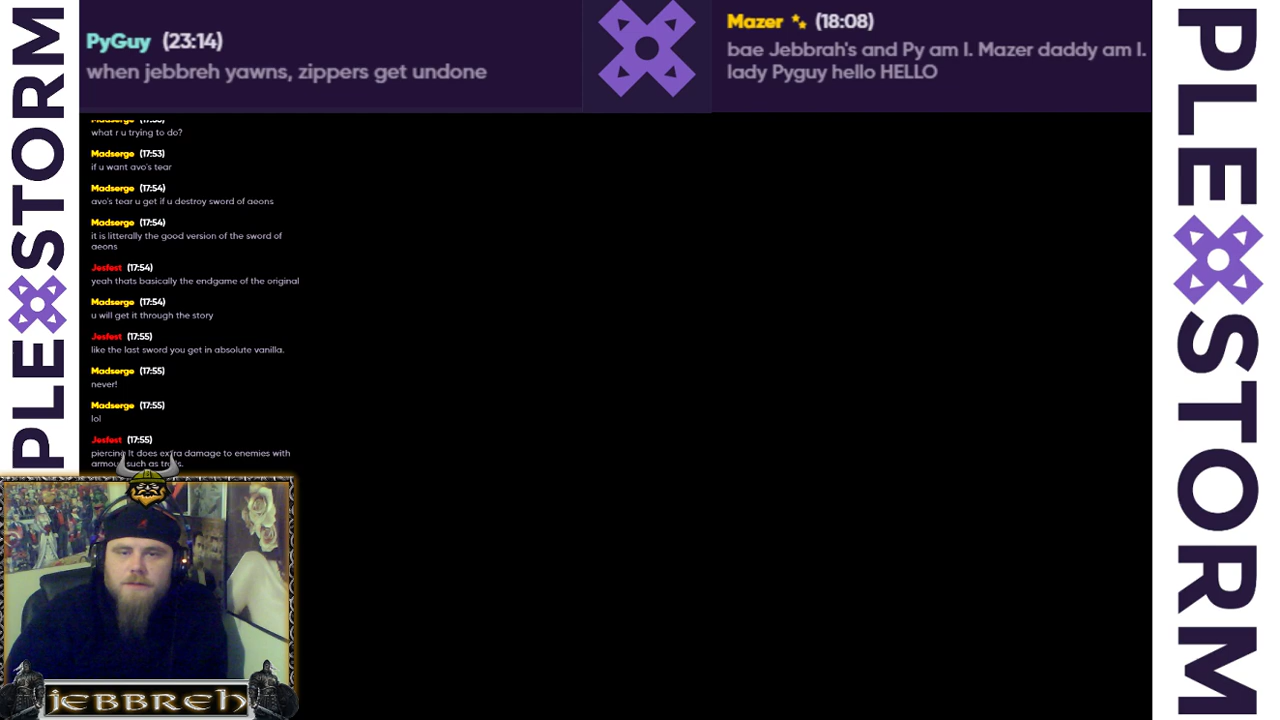 PLEXSTORM
PyGuy (23:14)
when jebbreh yawns, zippers get undone
Mazer (18:08)
bae Jebbrah's and Py am I. Mazer daddy am I.
lady Pyguy hello HELLO
PLEXSTORM
Madserge
what r u trying to do?
Madserge (17:53)
if u want avo's tear
Madserge (17:54)
avo's tear u get if u destroy sword of aeons
Madserge (17:54)
it is litterally the good version of the sword of
aeons
Jesfest (17:54)
yeah thats basically the endgame of the original
Madserge (17:54)
u will get it through the story
Jesfest (17:55)
like the last sword you get in absolute vanilla.
Madserge (17:55)
never!
Madserge (17:55)
lol
Jesfest (17:55)
piercing It does extra damage to enemies with
armour such as trolls.
JEBBREH